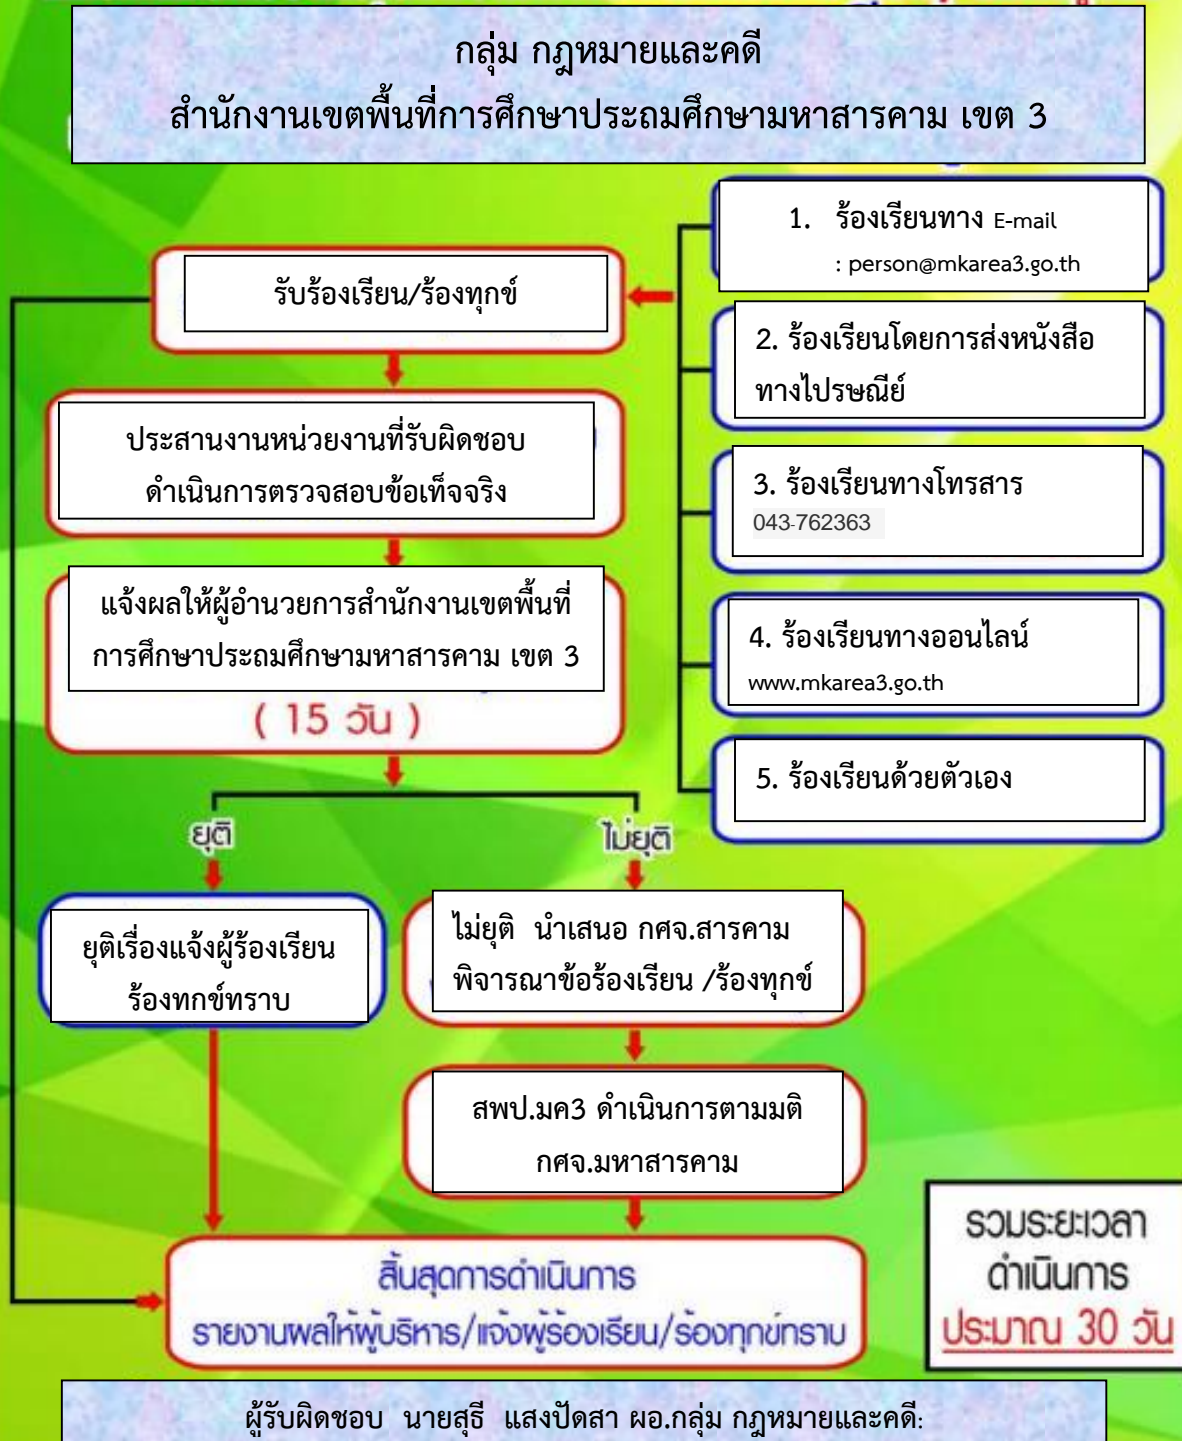 กลุ่ม กฎหมายและคดี
สำนักงานเขตพื้นที่การศึกษาประถมศึกษามหาสารคาม เขต 3
1. ร้องเรียนทาง E-mail
: person@mkarea3.go.th
รับร้องเรียน/ร้องทุกข์
2. ร้องเรียนโดยการส่งหนังสือ
ทางไปรษณีย์
ประสานงานหน่วยงานที่รับผิดชอบ
ดำเนินการตรวจสอบข้อเท็จจริง
3. ร้องเรียนทางโทรสาร
043-762363
แจ้งผลให้ผู้อำนวยการสำนักงานเขตพื้นที่
การศึกษาประถมศึกษามหาสารคาม เขต 3
( 15 วัน )
4. ร้องเรียนทางออนไลน์
www.mkarea3.go.th
5. ร้องเรียนด้วยตัวเอง
ยุติ
ไม่ยุติ
ยุติเรื่องแจ้งผู้ร้องเรียน
ร้องทกข์ทราบ
ไม่ยุติ นำเสนอ กศจ.สารคาม
พิจารณาข้อร้องเรียน /ร้องทุกข์
สพป.มค3 ดำเนินการตามมติ
กศจ.มหาสารคาม
สิ้นสุดการดำเนินการ
รายงานผลให้ผู้บริหาร/แจ้งผู้ร้องเรียน/ร้องทุกข์ทราบ
รวมระยะเวลา
ดำเนินการ
ประมาณ 30 วัน
ผู้รับผิดชอบ นายสุธี แสงปัดสา ผอ.กลุ่ม กฎหมายและคดี: